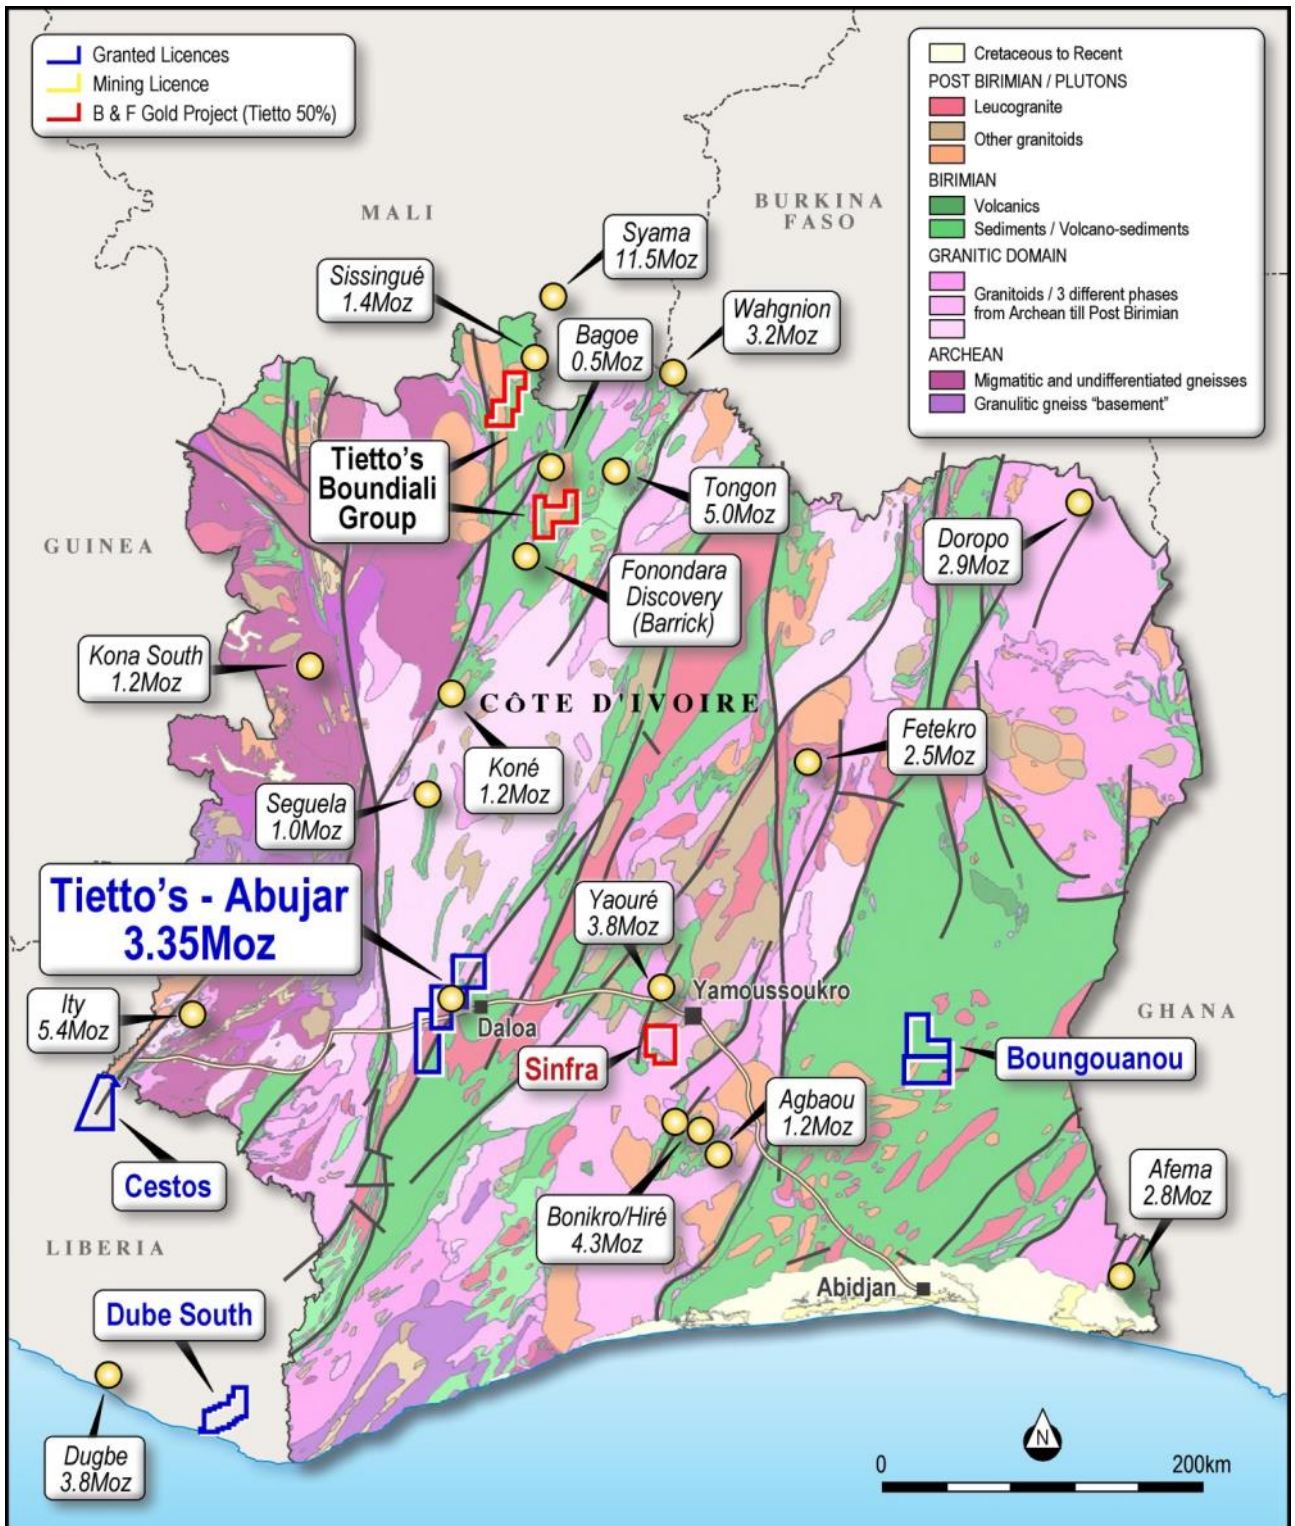 Granted Licences
Mining Licence
B & F Gold Project (Tietto 50%)
Cretaceous to Recent
POST BIRIMIAN / PLUTONS
Leucogranite
Other granitoids
BIRIMIAN
Volcanics
Sediments / Volcano-sediments
GRANITIC DOMAIN
Granitoids / 3 different phases
from Archean till Post Birimian
ARCHEAN
Migmatitic and undifferentiated gneisses
Granulitic gneiss “basement”
MALI
BURKINA
FASO
Syama
11.5Moz
Sissingué
1.4Moz
Bagoe
0.5Moz
Wahgnion
3.2Moz
Tietto's
Boundiali
Group
Tongon
5.0Moz
Doropo
2.9Moz
GUINEA
Fonondara
Discovery
(Barrick)
Kona South
1.2Moz
CÔTE D'IVOIRE
Fetekro
2.5Moz
Koné
1.2Moz
Seguela
1.0Moz
Tietto's - Abujar
3.35Moz
Yaouré
3.8Moz
Yamoussoukro
Ity
5.4Moz
Daloa
GHANA
Sinfra
Boungouanou
Agbaou
1.2Moz
Cestos
Afema
2.8Moz
Bonikro/Hiré
4.3Moz
LIBERIA
Abidjan
Dube South
Dugbe
3.8Moz
N
0
200km